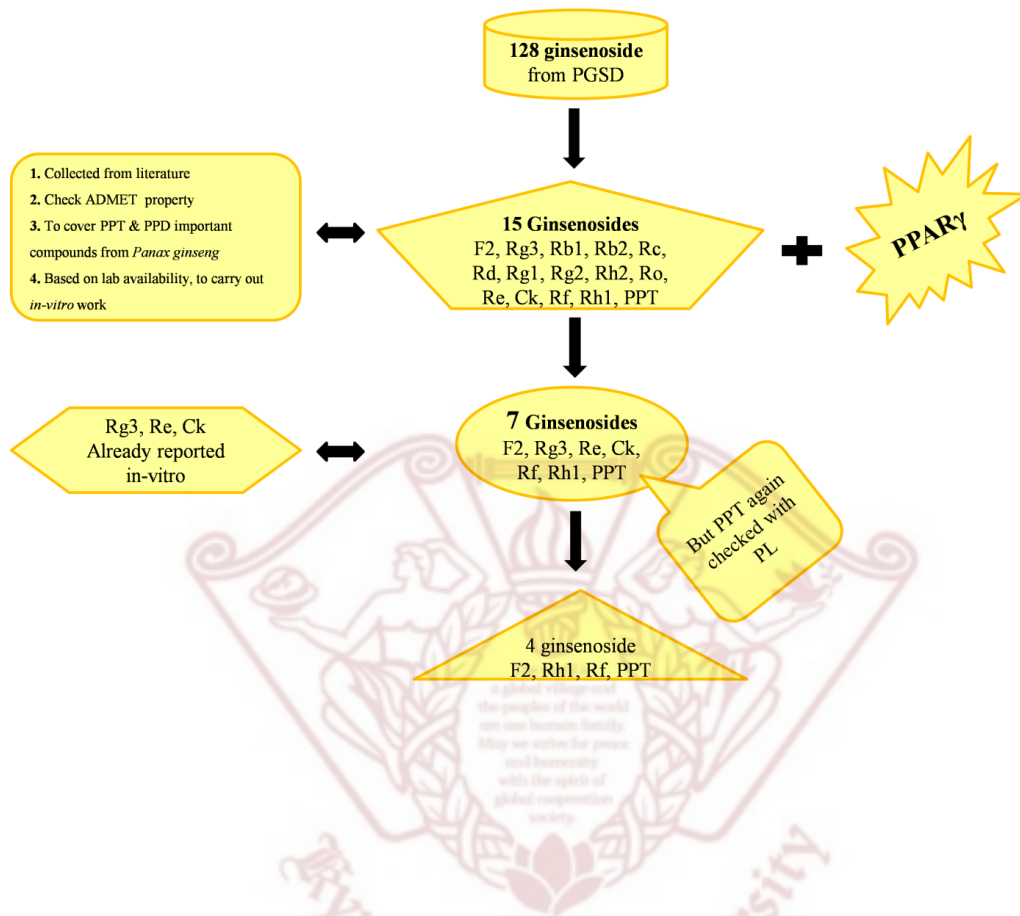 128 ginsenoside
from PGSD
1. Collected from literature
2. Check ADMET property
3. To cover PPT & PPD important
compounds from Panax ginseng
4. Based on lab availability, to carry out
in-vitro work
15 Ginsenosides
F2, Rg3, Rb1, Rb2, Rc,
Rd, Rg1, Rg2, Rh2, Ro,
Re, Ck, Rf, Rh1, PPT
PPARγ
Rg3, Re, Ck
Already reported
in-vitro
7 Ginsenosides
F2, Rg3, Re, Ck,
Rf, Rh1, PPT
But PPT again
checked with
PL
4 ginsenoside
F2, Rh1, Rf, PPT
a global village and
the peoples of the world
are our human family.
May we strive for peace
and humanity
with the spirit of
global cooperation
society.